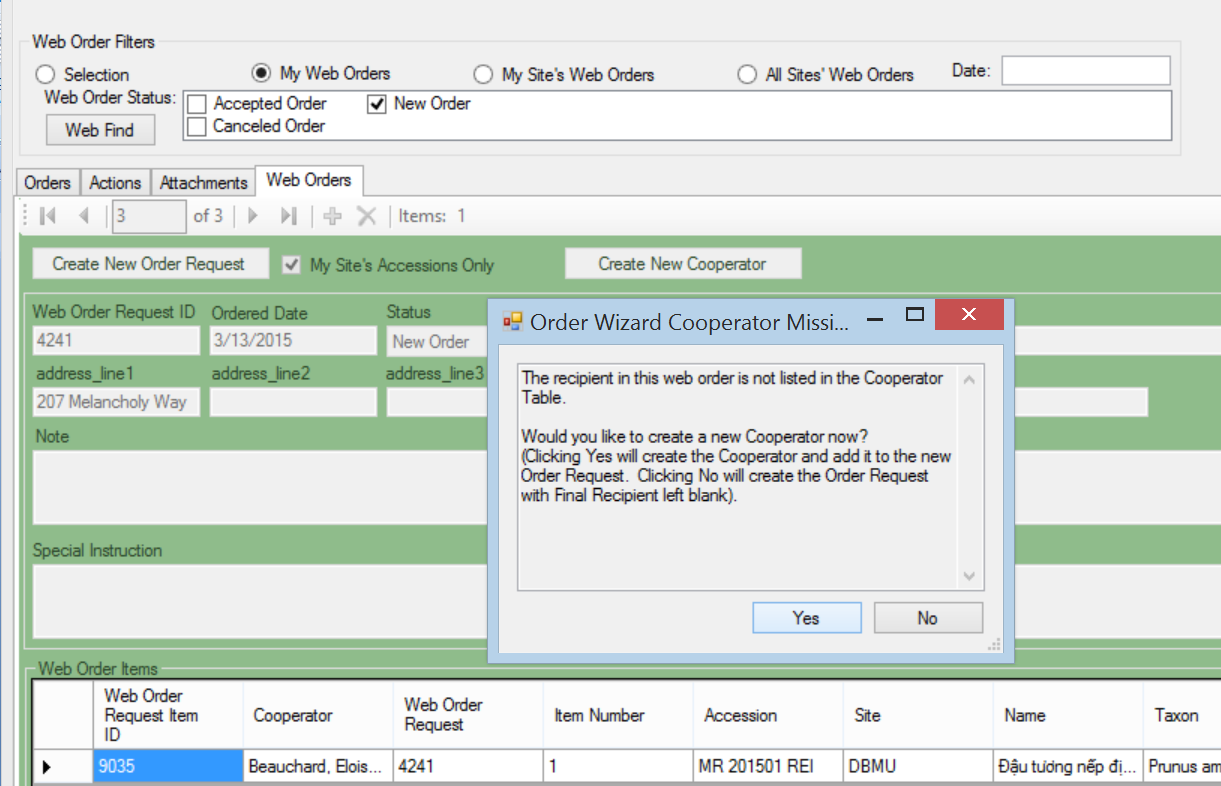 Web Order Filters
Selection
My Web Orders
My Site's Web Orders
All Sites' Web Orders
Date:
Web Order Status:
Accepted Order
New Order
Canceled Order
Web Find
Orders
Actions
Attachments
Web Orders
3
of 3
Items: 1
Create New Order Request
My Site's Accessions Only
Create New Cooperator
Web Order Request ID
Ordered Date
Status
4241
3/13/2015
New Order
address_line1
address_line2
address_line3
207 Melancholy Way
Note
Special Instruction
Order Wizard Cooperator Missi...
The recipient in this web order is not listed in the Cooperator
Table.
Would you like to create a new Cooperator now?
(Clicking Yes will create the Cooperator and add it to the new
Order Request. Clicking No will create the Order Request
with Final Recipient left blank).
Yes
No
Web Order Items
Web Order
Request Item
ID
Cooperator
Web Order
Request
Item Number
Accession
Site
Name
Taxon
9035
Beauchard, Elois...
4241
1
MR 201501 REI
DBMU
Đậu tương nếp đị...
Prunus am